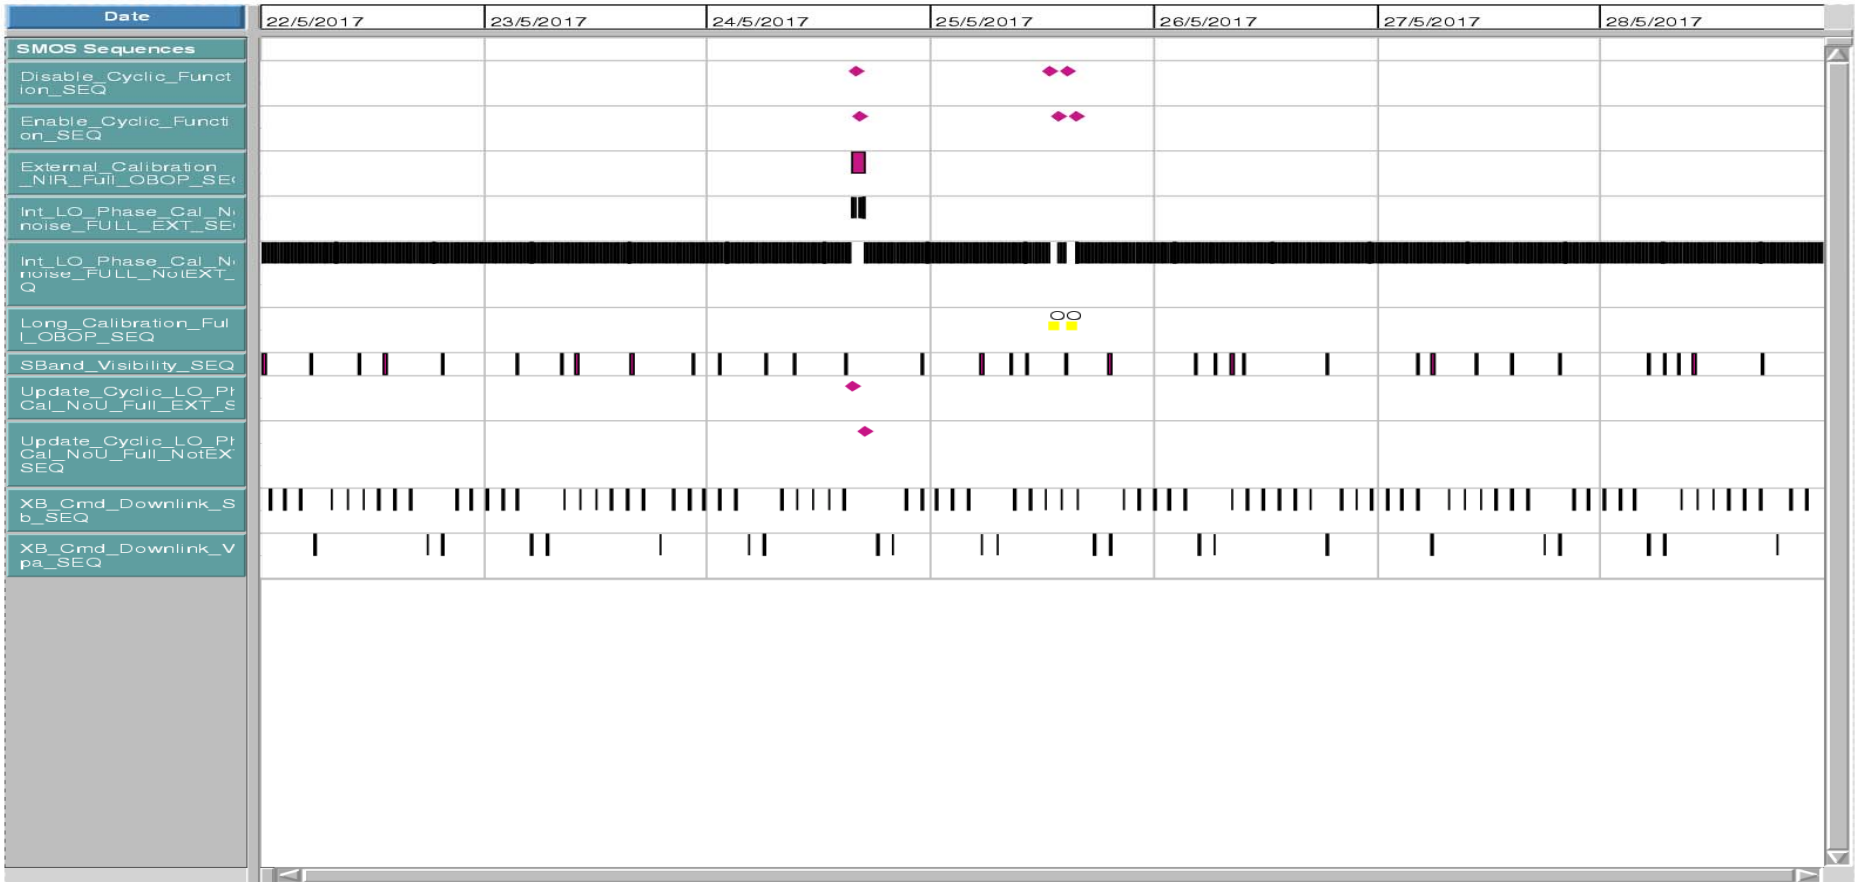 Date
22/5/2017
23/5/2017
24/5/2017
25/5/2017
26/5/2017
27/5/2017
28/5/2017
SMOS Sequences
Disable_Cyclic_Funct
ion_SEQ
Enable_Cyclic_Functi
on_SEQ
External_Calibration
_NIR_Full_OBOP_SE
Int_LO_Phase_Cal_N
noise_FULL_EXT_SE
Int_LO_Phase_Cal_N
noise_FULL_NotEXT_
Q
Long_Calibration_Ful
l_OBOP_SEQ
SBand_Visibility_SEQ
Update_Cyclic_LO_Ph
Cal_NoU_Full_EXT_S
Update_Cyclic_LO_Ph
Cal_NoU_Full_NotEX
SEQ
XB_Cmd_Downlink_S
b_SEQ
XB_Cmd_Downlink_V
pa_SEQ